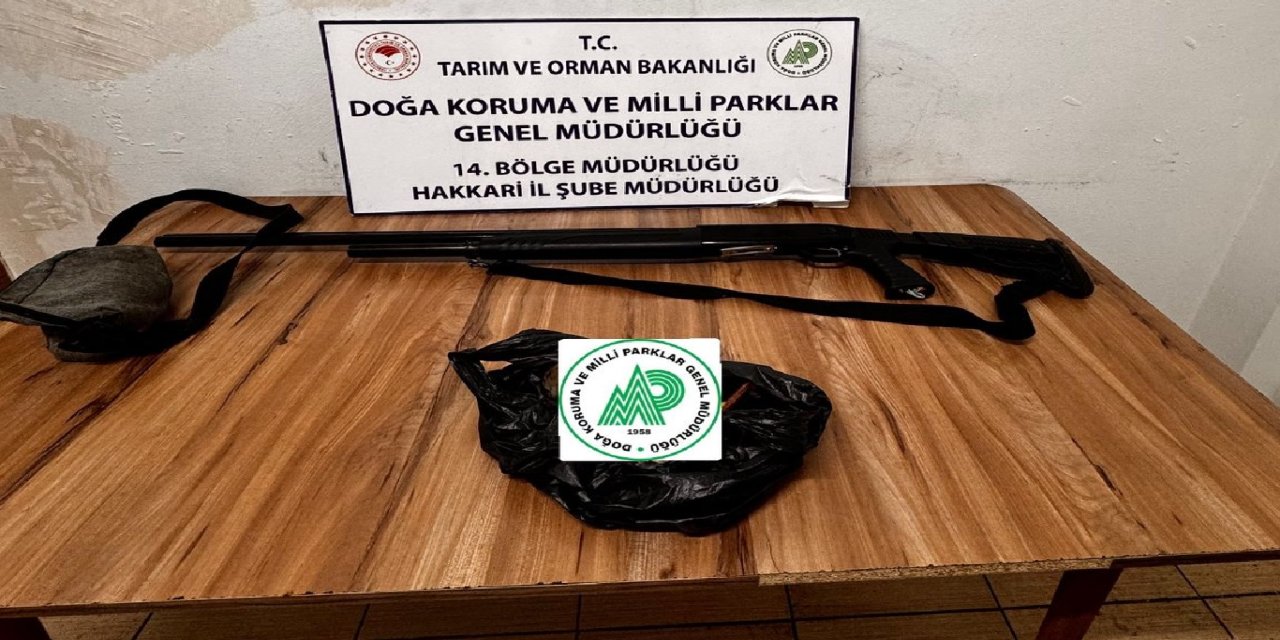 T.C.
TARIM VE ORMAN BAKANLIĞI
DOĞA KORUMA VE MİLLİ PARKLAR
GENEL MÜDÜRLÜĞÜ
14. BÖLGE MÜDÜRLÜĞÜ
HAKKARİ İL ŞUBE MÜDÜRLÜĞÜ
DOĞA KORUMA VE MİLLİ PARKLAR GENEL MÜDÜRLÜĞÜ
1958